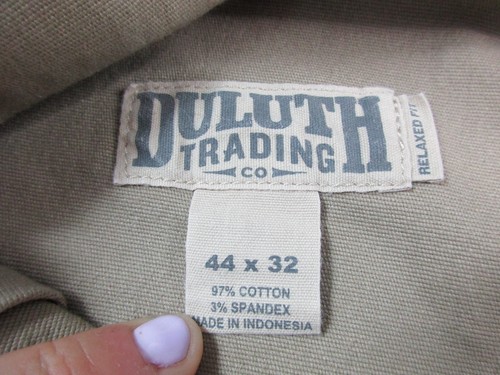 DULUTH
TRADING
CO
RELAXED FIT
44 x 32
97% COTTON
3% SPANDEX
MADE IN INDONESIA